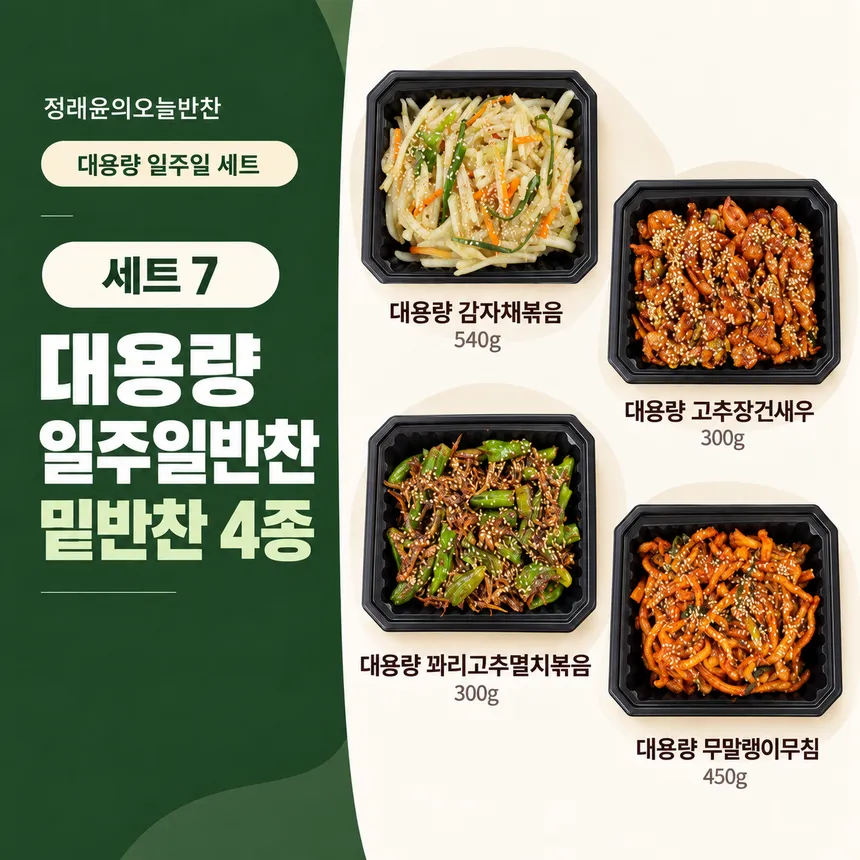 정래윤의오늘반찬
대용량 일주일 세트
세트 7
대용량
일주일반찬
밑반찬 4종
대용량 감자채볶음
540g
대용량 고추장건새우
300g
대용량 꽈리고추멸치볶음
300g
대용량 무말랭이무침
450g